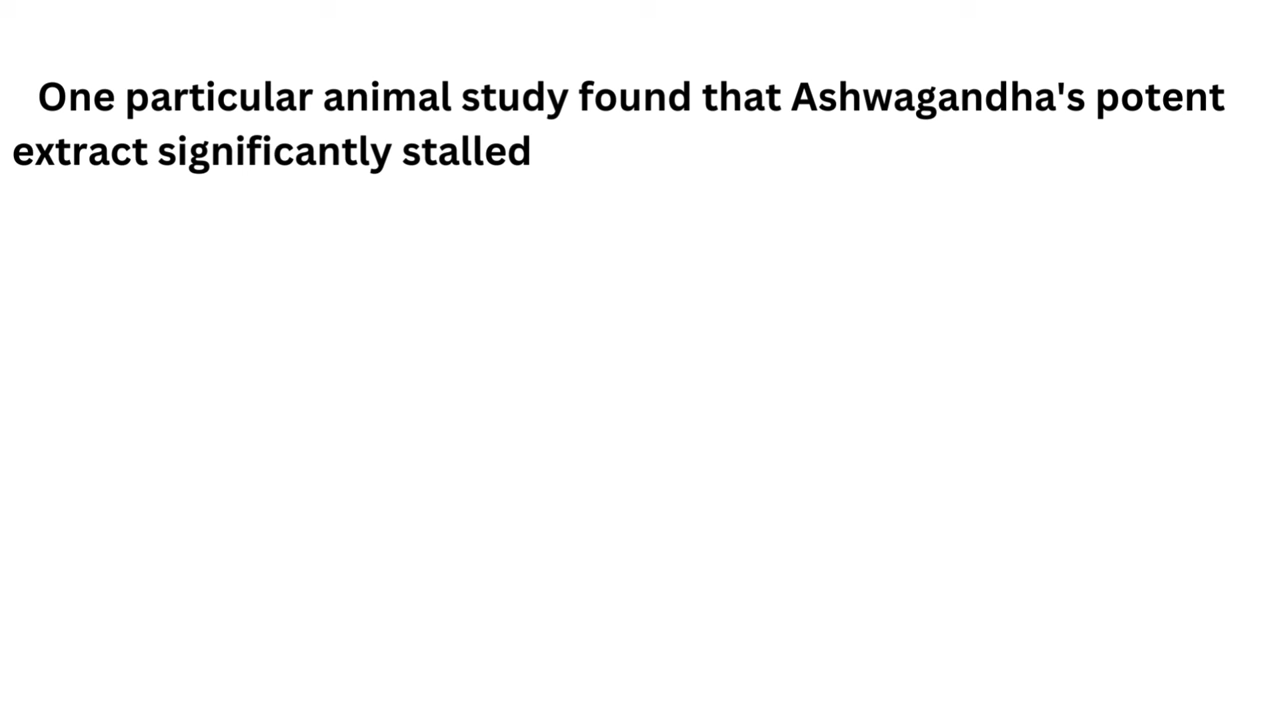 One particular animal study found that Ashwagandha's potent
extract significantly stalled